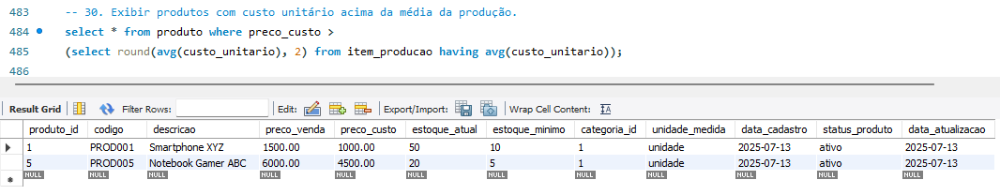 483 -- 30. Exibir produtos com custo unitário acima da média da produção.
484 select * from produto where preco_custo >
485 (select round(avg(custo_unitario), 2) from item_producao having avg(custo_unitario));
486
Result Grid Filter Rows: Edit: Export/Import: Wrap Cell Content:
produto_id codigo descricao preco_venda preco_custo estoque_atual estoque_minimo categoria_id unidade_medida data_cadastro status_produto data_atualizacao
1 PROD001 Smartphone XYZ 1500.00 1000.00 50 10 1 unidade 2025-07-13 ativo 2025-07-13
5 PROD005 Notebook Gamer ABC 6000.00 4500.00 20 5 1 unidade 2025-07-13 ativo 2025-07-13
NULL NULL NULL NULL NULL NULL NULL NULL NULL NULL NULL NULL